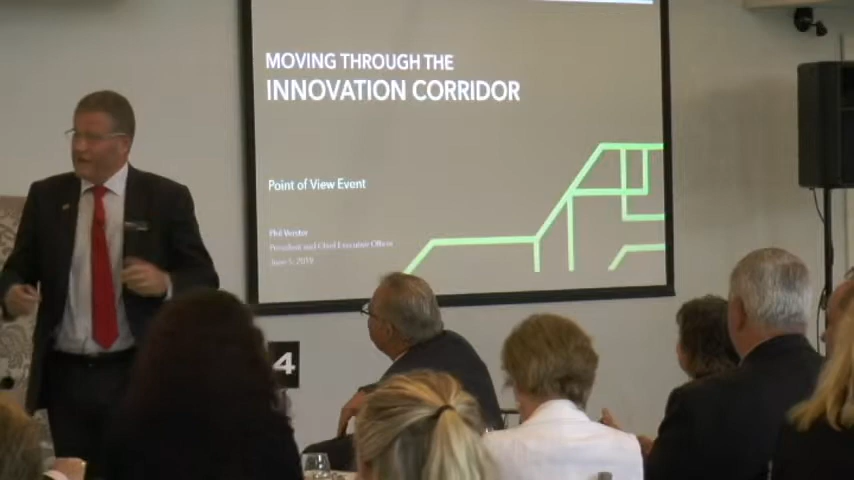 MOVING THROUGH THE
INNOVATION CORRIDOR
Point of View Event
Phil Verster
President and Chief Executive Officer
June 5, 2019
4